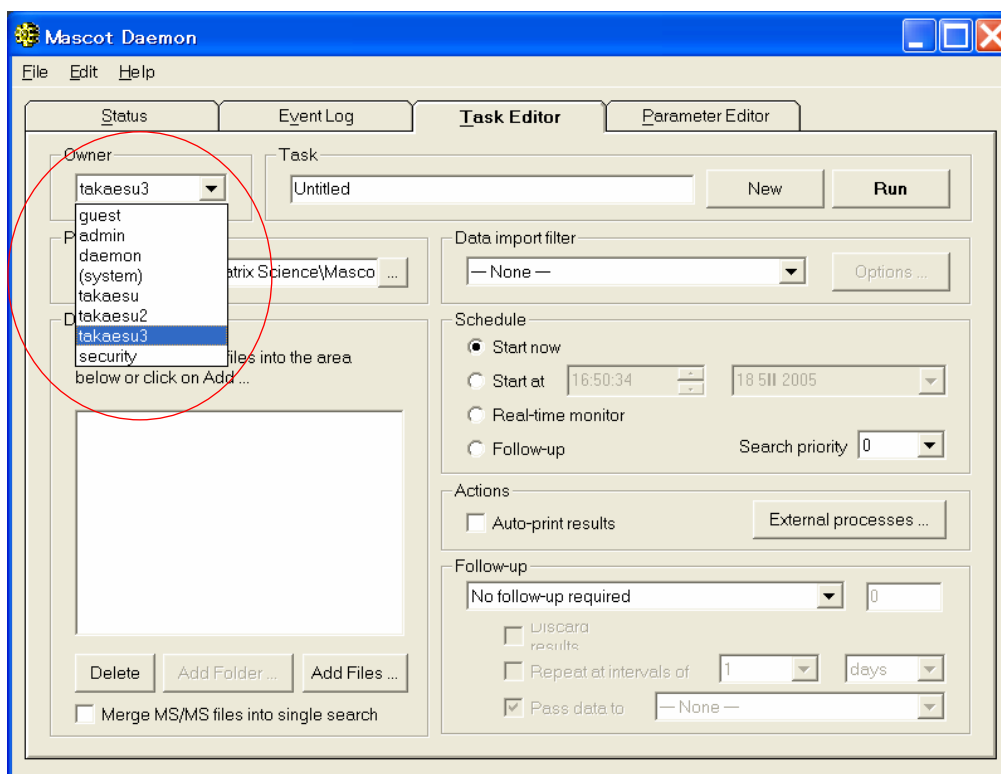 Mascot Daemon
File Edit Help
Status Event Log Task Editor Parameter Editor
Owner
takaesu3
guest
admin
daemon
(system)
takaesu
takaesu2
takaesu3
security
Task
Untitled New Run
P
atrix Science\Masco ...
Data import filter
— None — Options ...
D
files into the area
below or click on Add ...
Schedule
Start now
Start at 16:50:34 18 5II 2005
Real-time monitor
Follow-up Search priority 0
Actions
Auto-print results External processes ...
Follow-up
No follow-up required 0
Discard
results
Repeat at intervals of 1 days
Pass data to — None —
Delete Add Folder ... Add Files ...
Merge MS/MS files into single search